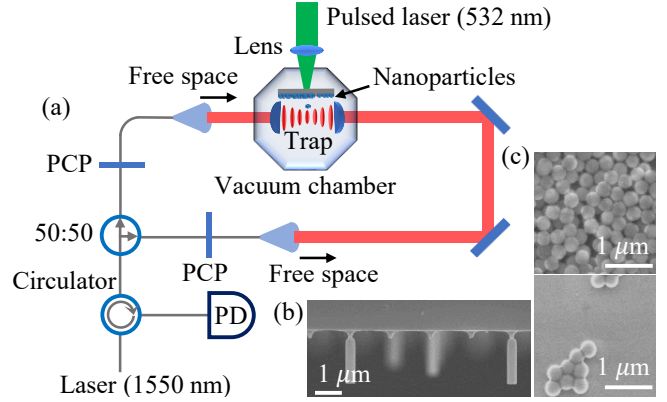 Pulsed laser (532 nm)
Lens
Free space
Nanoparticles
(a)
Trap
(c)
PCP
Vacuum chamber
1 μm
50:50
PCP
Free space
Circulator
PD
(b)
1 μm
1 μm
Laser (1550 nm)